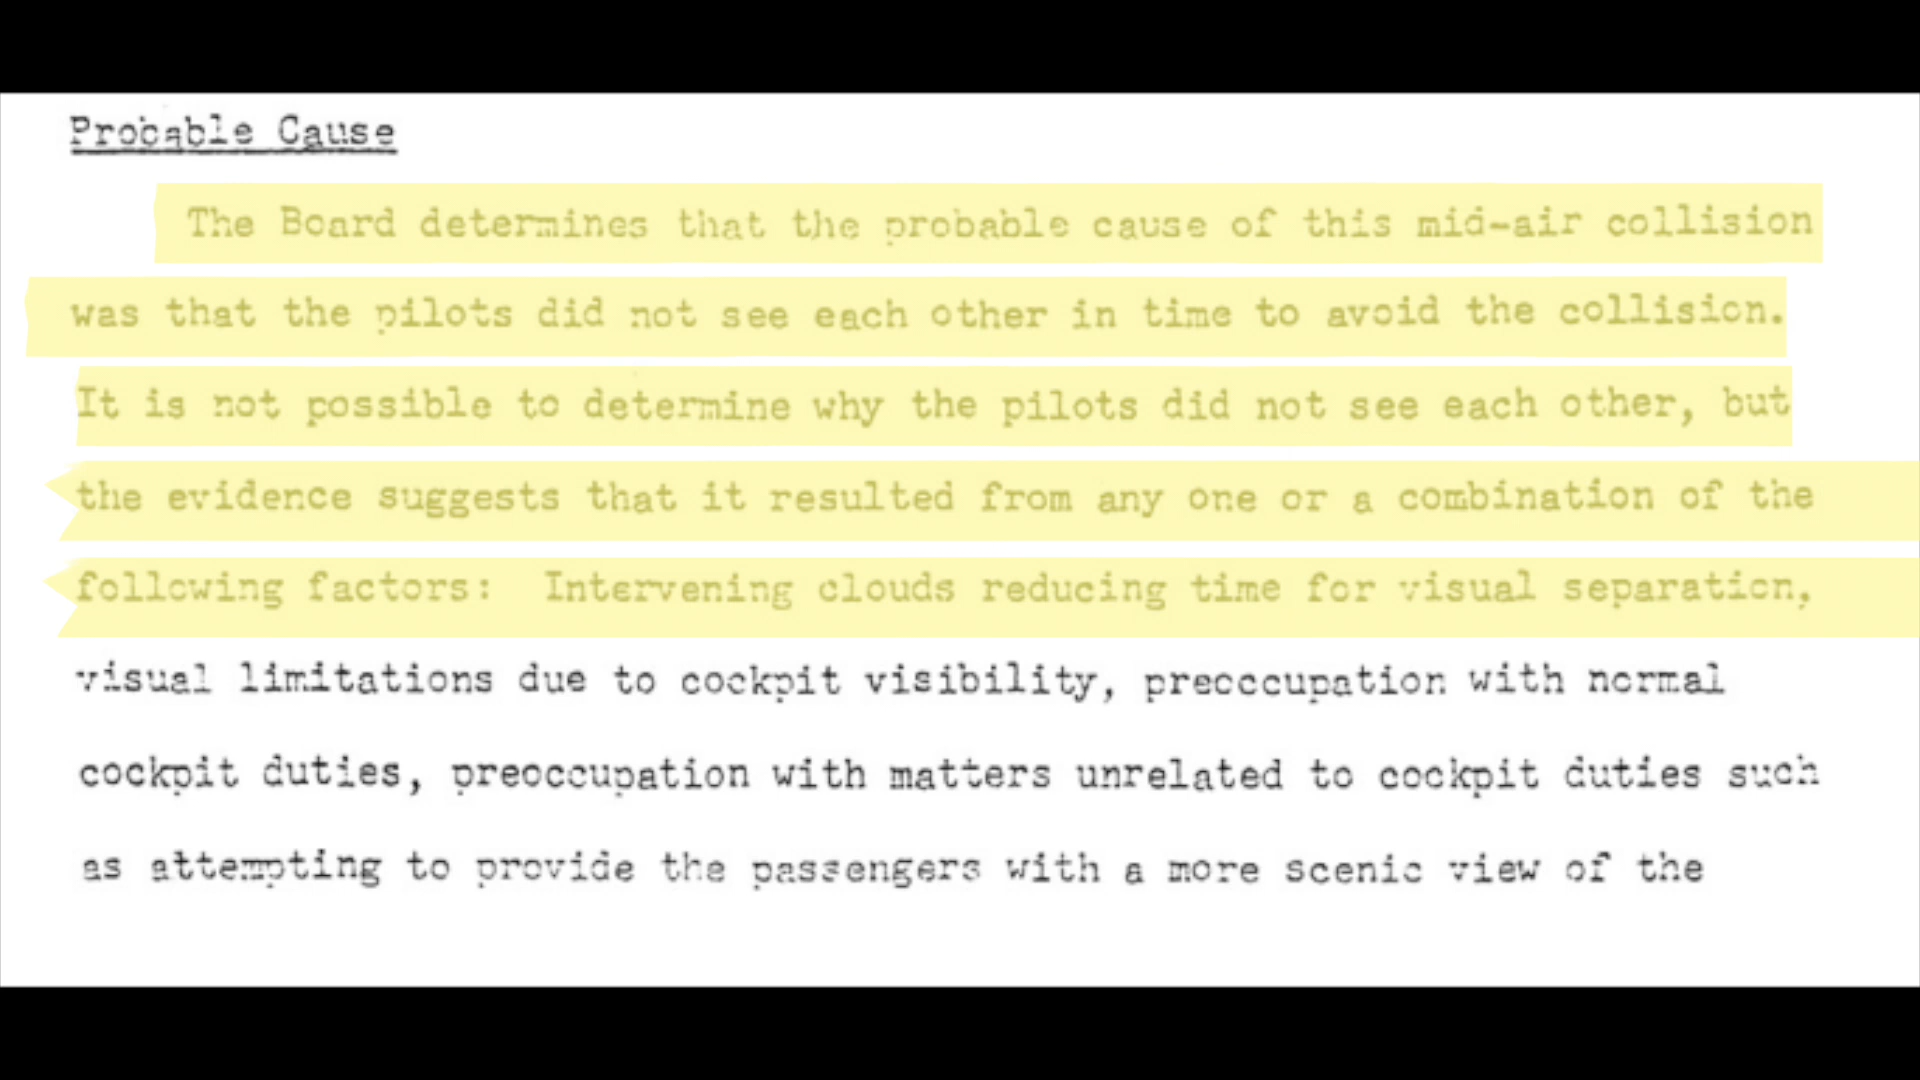 Probable Cause
The Board determines that the probable cause of this mid-air collision
was that the pilots did not see each other in time to avoid the collision.
It is not possible to determine why the pilots did not see each other, but
the evidence suggests that it resulted from any one or a combination of the
following factors: Intervening clouds reducing time for visual separation,
visual limitations due to cockpit visibility, preoccupation with normal
cockpit duties, preoccupation with matters unrelated to cockpit duties such
as attempting to provide the passengers with a more scenic view of the